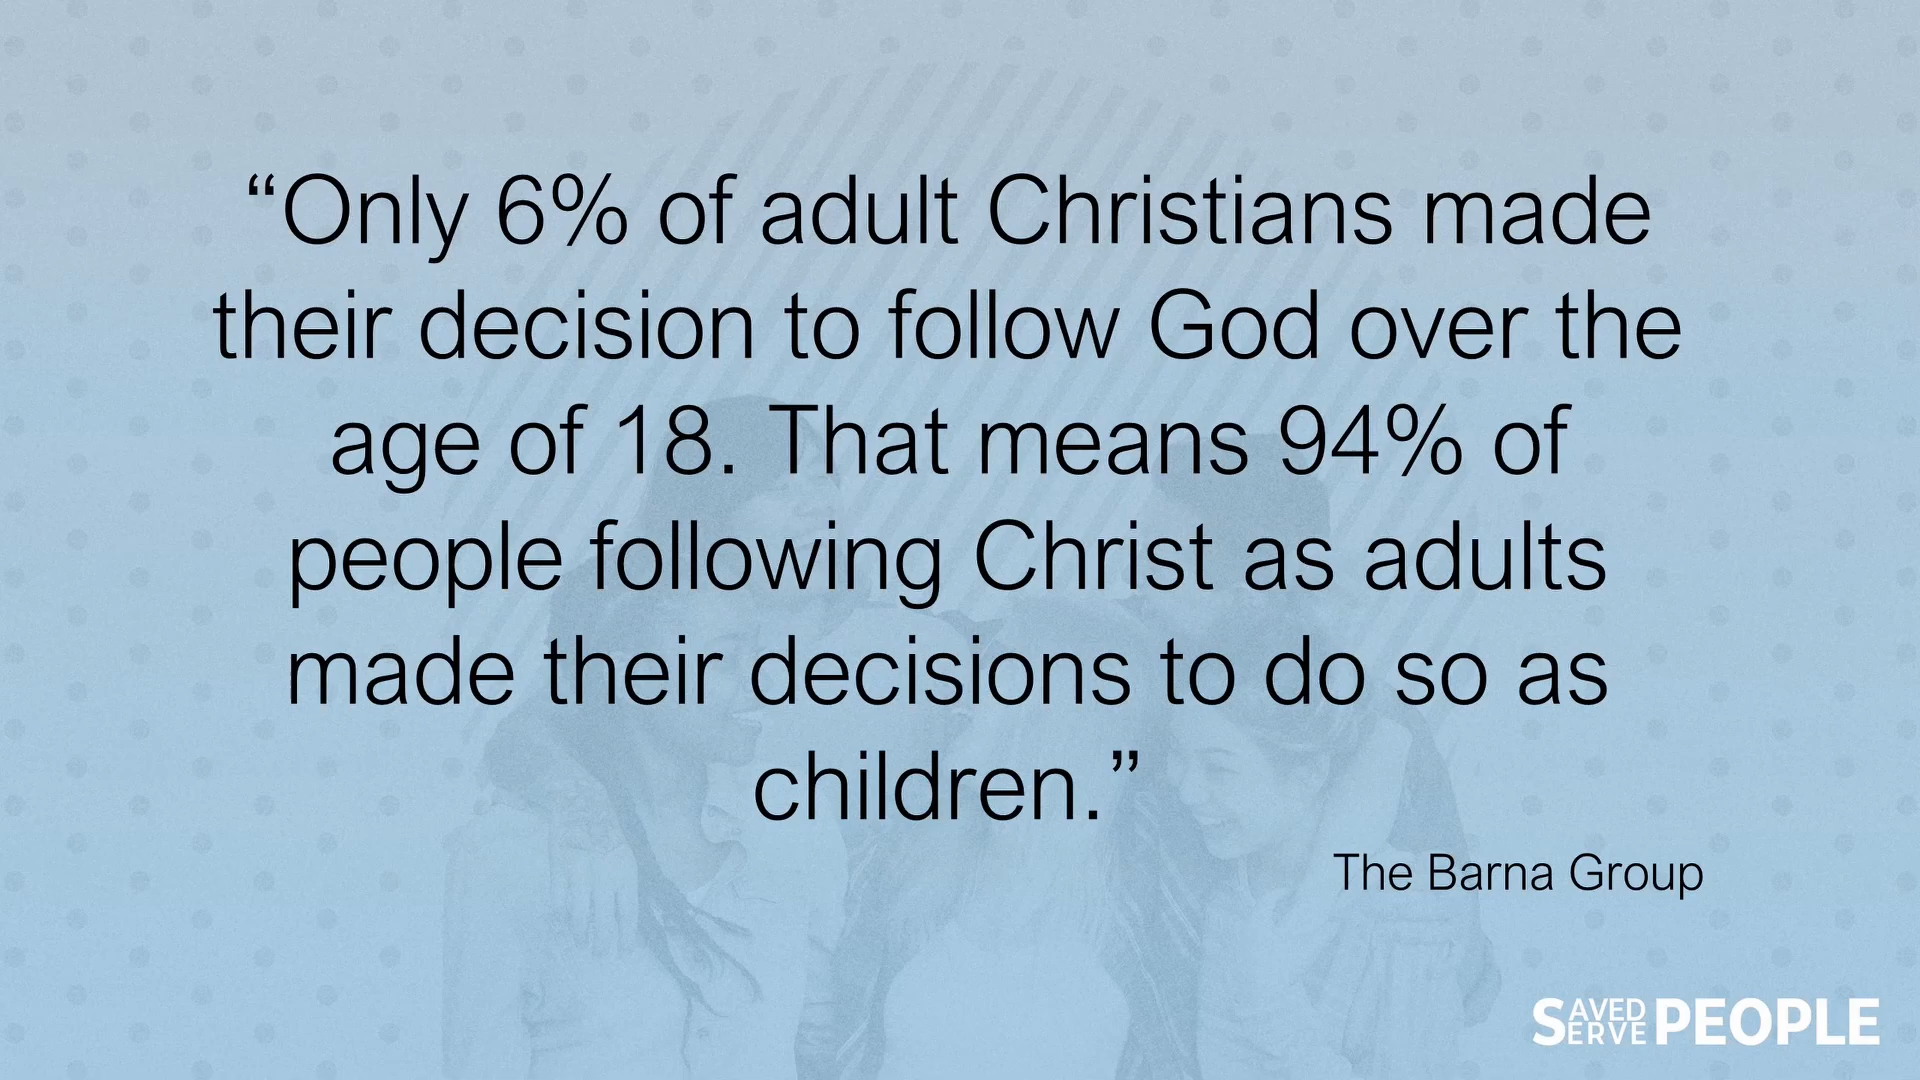 “Only 6% of adult Christians made
their decision to follow God over the
age of 18. That means 94% of
people following Christ as adults
made their decisions to do so as
children.”
The Barna Group
SAVED
SERVE PEOPLE